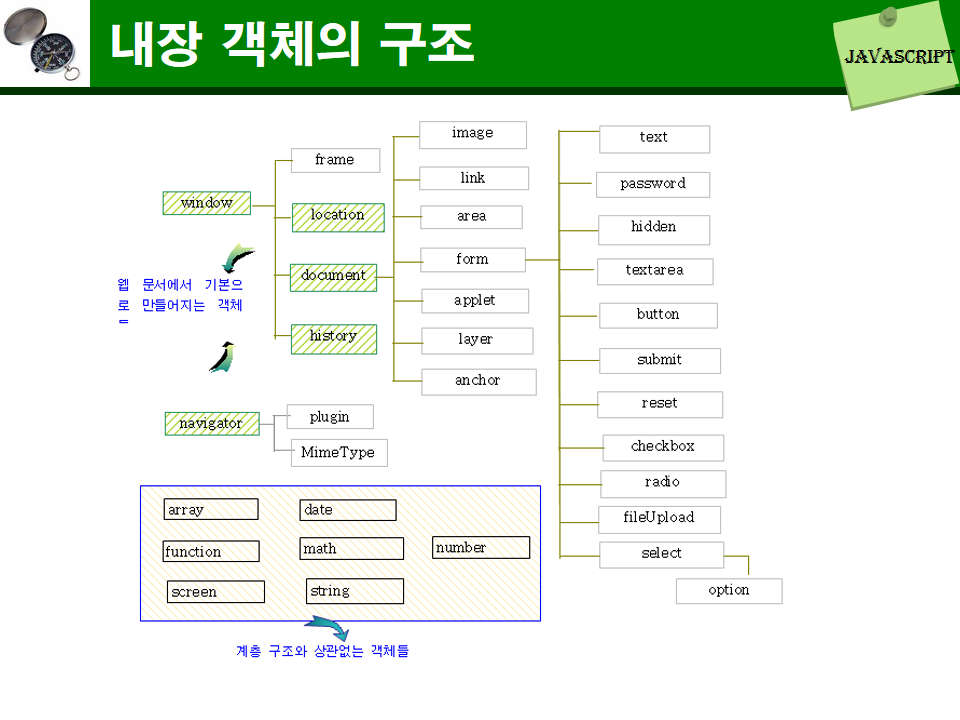 내장 객체의 구조
JAVASCRIPT
window
frame
location
document
history
image
link
area
form
applet
layer
anchor
text
password
hidden
textarea
button
submit
reset
checkbox
radio
fileUpload
select
option
웹 문서에서 기본으
로 만들어지는 객체
navigator
plugin
MimeType
array
date
function
math
number
screen
string
계층 구조와 상관없는 객체들